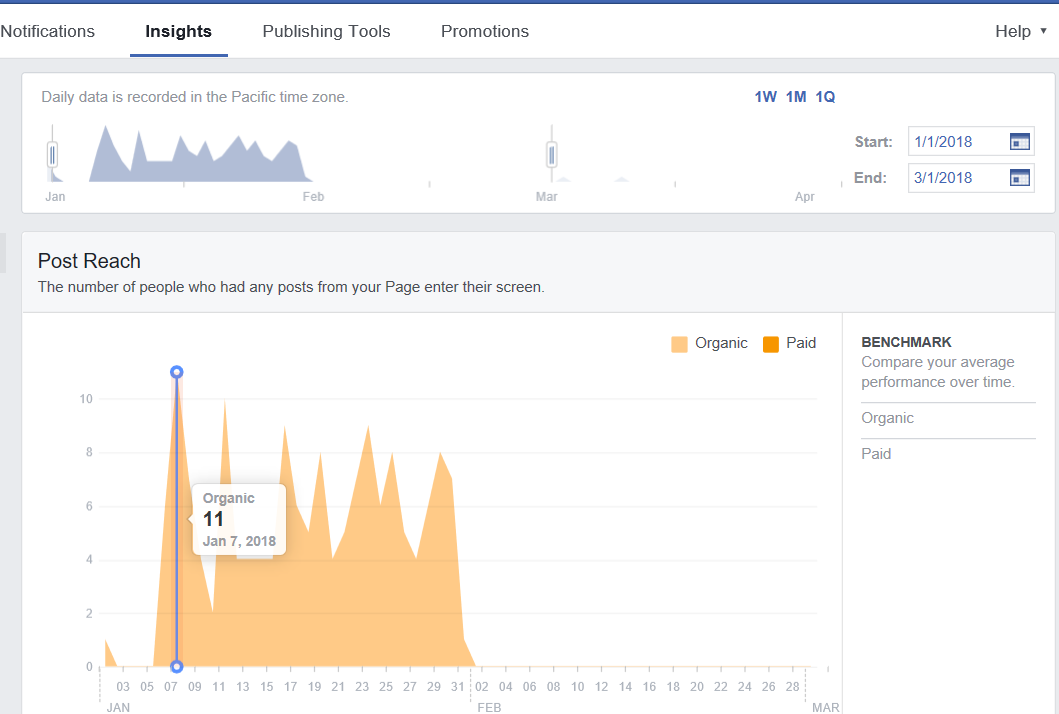 Notifications Insights Publishing Tools Promotions Help
Daily data is recorded in the Pacific time zone. 1W 1M 1Q
Start: 1/1/2018
End: 3/1/2018
Jan Feb Mar Apr
Post Reach
The number of people who had any posts from your Page enter their screen.
Organic Paid
BENCHMARK
Compare your average
performance over time.
Organic
Paid
10
8
6
4
2
0
Organic
11
Jan 7, 2018
03 05 07 09 11 13 15 17 19 21 23 25 27 29 31 02 04 06 08 10 12 14 16 18 20 22 24 26 28
JAN FEB MAR